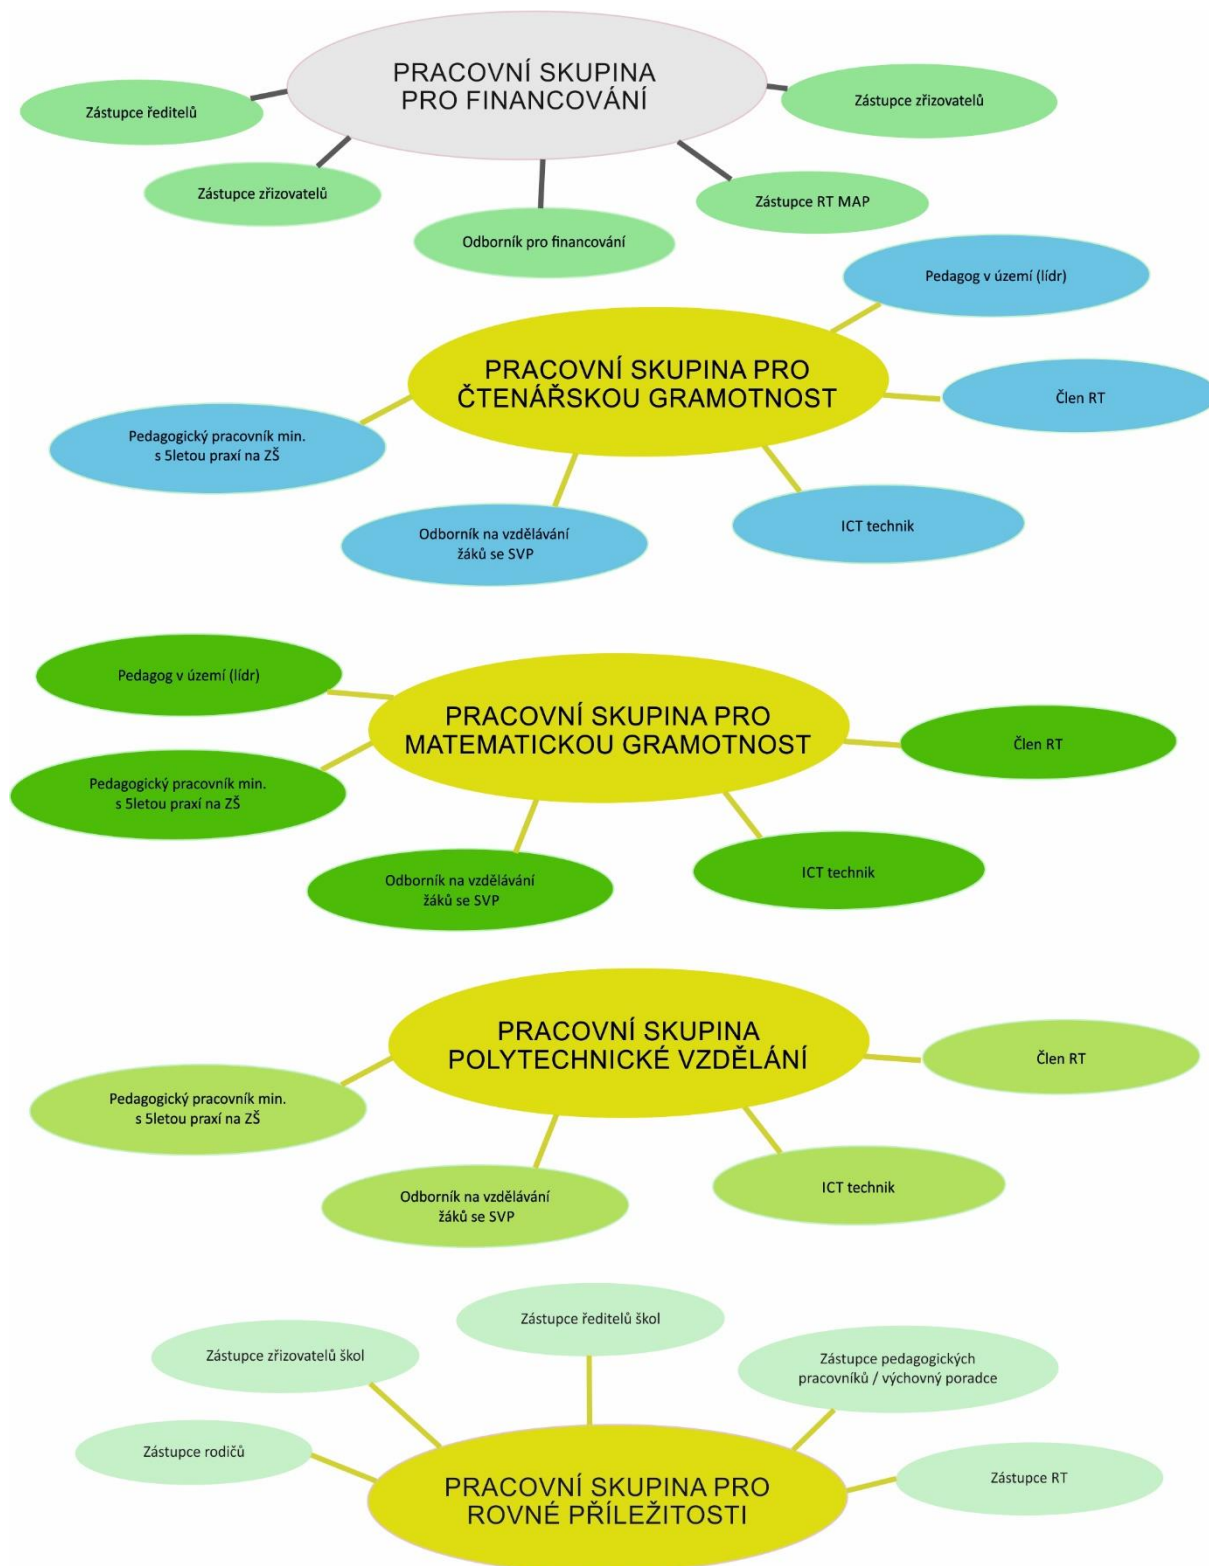 PRACOVNÍ SKUPINA
PRO FINANCOVÁNÍ
Zástupce ředitelů
Zástupce zřizovatelů
Odborník pro financování
Zástupce RT MAP
Zástupce zřizovatelů
PRACOVNÍ SKUPINA PRO
ČTENÁŘSKOU GRAMOTNOST
Pedagog v území (lídr)
Člen RT
Pedagogický pracovník min.
s 5letou praxí na ZŠ
Odborník na vzdělávání
žáků se SVP
ICT technik
PRACOVNÍ SKUPINA PRO
MATEMATICKOU GRAMOTNOST
Pedagog v území (lídr)
Pedagogický pracovník min.
s 5letou praxí na ZŠ
Odborník na vzdělávání
žáků se SVP
ICT technik
Člen RT
PRACOVNÍ SKUPINA
POLYTECHNICKÉ VZDĚLÁNÍ
Pedagogický pracovník min.
s 5letou praxí na ZŠ
Odborník na vzdělávání
žáků se SVP
ICT technik
Člen RT
Zástupce rodičů
Zástupce zřizovatelů škol
Zástupce ředitelů škol
Zástupce pedagogických
pracovníků / výchovný poradce
Zástupce RT
PRACOVNÍ SKUPINA PRO
ROVNÉ PŘÍLEŽITOSTI